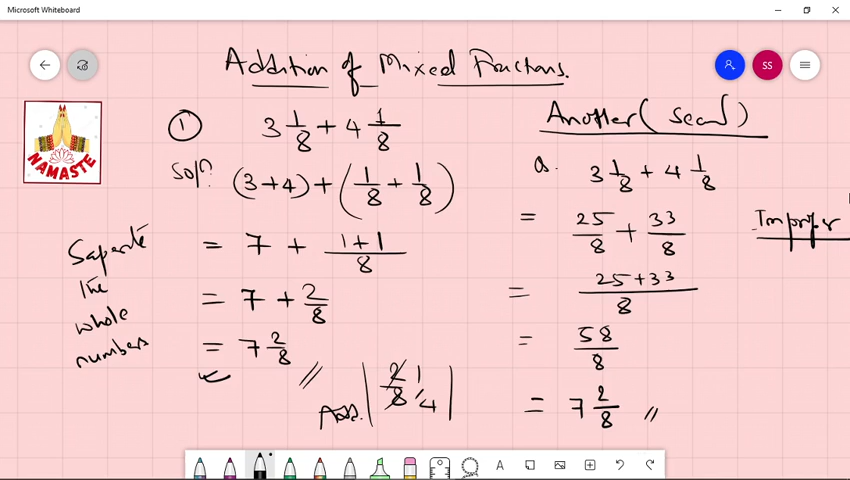 Microsoft Whiteboard
SS
Addition of Mixed Fractions.
NAMASTE
① 3 1/8 + 4 1/8
Solⁿ: (3+4) + (1/8 + 1/8)
= 7 + (1+1)/8
= 7 + 2/8
= 7 2/8 //
Saperate
the
whole
numbers
Ans. | 2/8 1/4 |
Another (Second)
Q. 3 1/8 + 4 1/8
= 25/8 + 33/8
= (25+33)/8
= 58/8
= 7 2/8 //
Improper
A